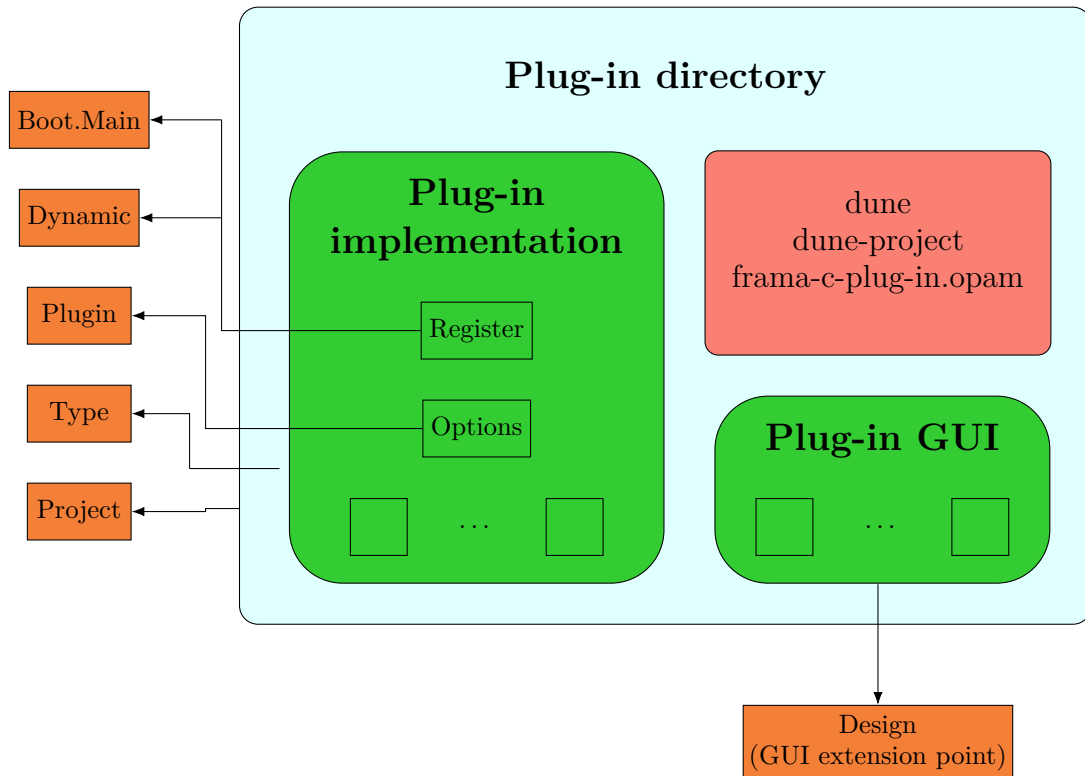 Plug-in directory
Boot.Main
Dynamic
Plugin
Type
Project
Plug-in
implementation
Register
Options
...
dune
dune-project
frama-c-plug-in.opam
Plug-in GUI
...
Design
(GUI extension point)